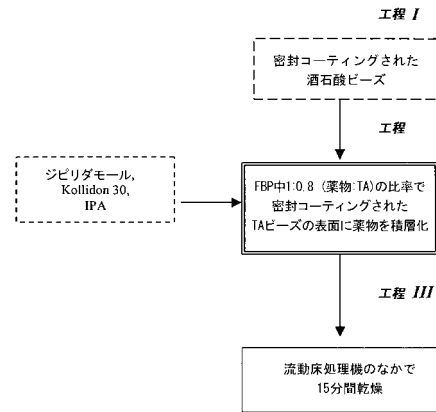 工程 I
密封コーティングされた
酒石酸ビーズ
工程
ジピリダモール,
Kollidon 30,
IPA
FBP中1:0.8 (薬物:TA)の比率で
密封コーティングされた
TAビーズの表面に薬物を積層化
工程 III
流動床処理機のなかで
15分間乾燥